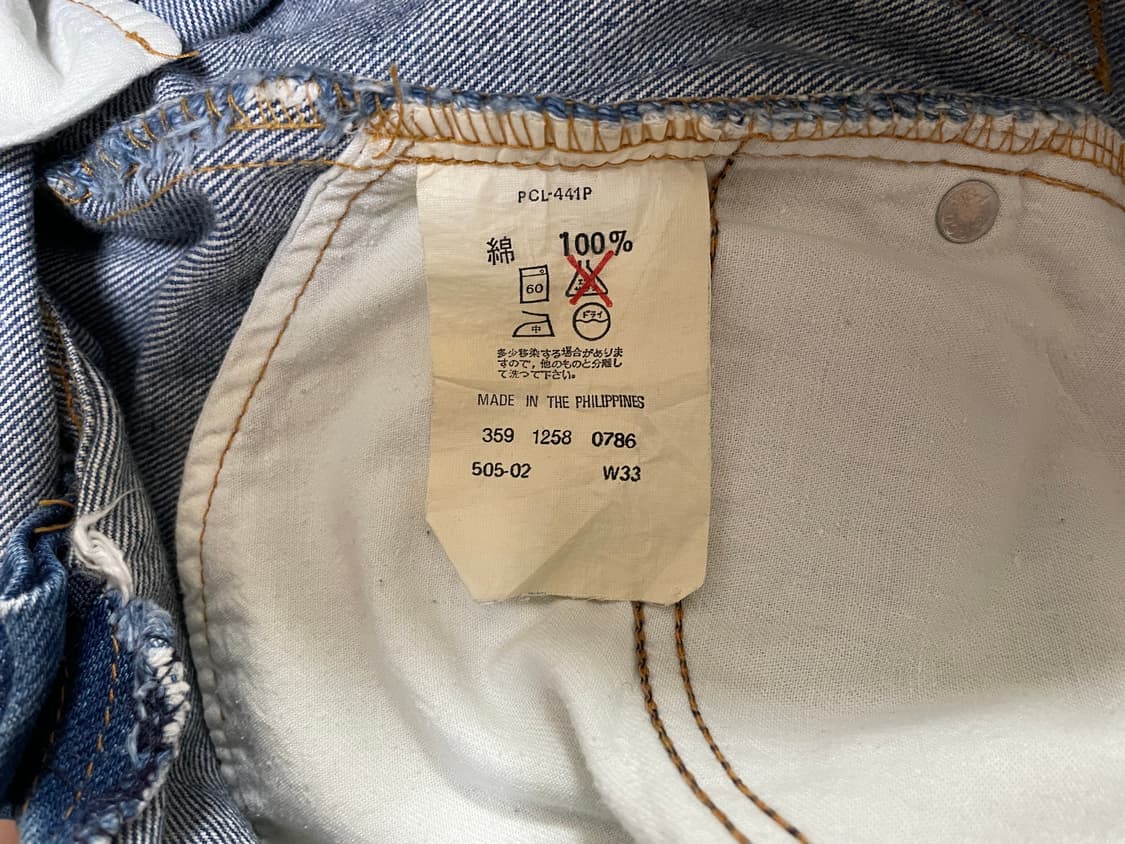 PCL-441P
綿 100%
60
中 ドライ
多少移染する場合がありま
すので,他のものと分離し
て洗つて下さい。
MADE IN THE PHILIPPINES
359 1258 0786
505-02 W33